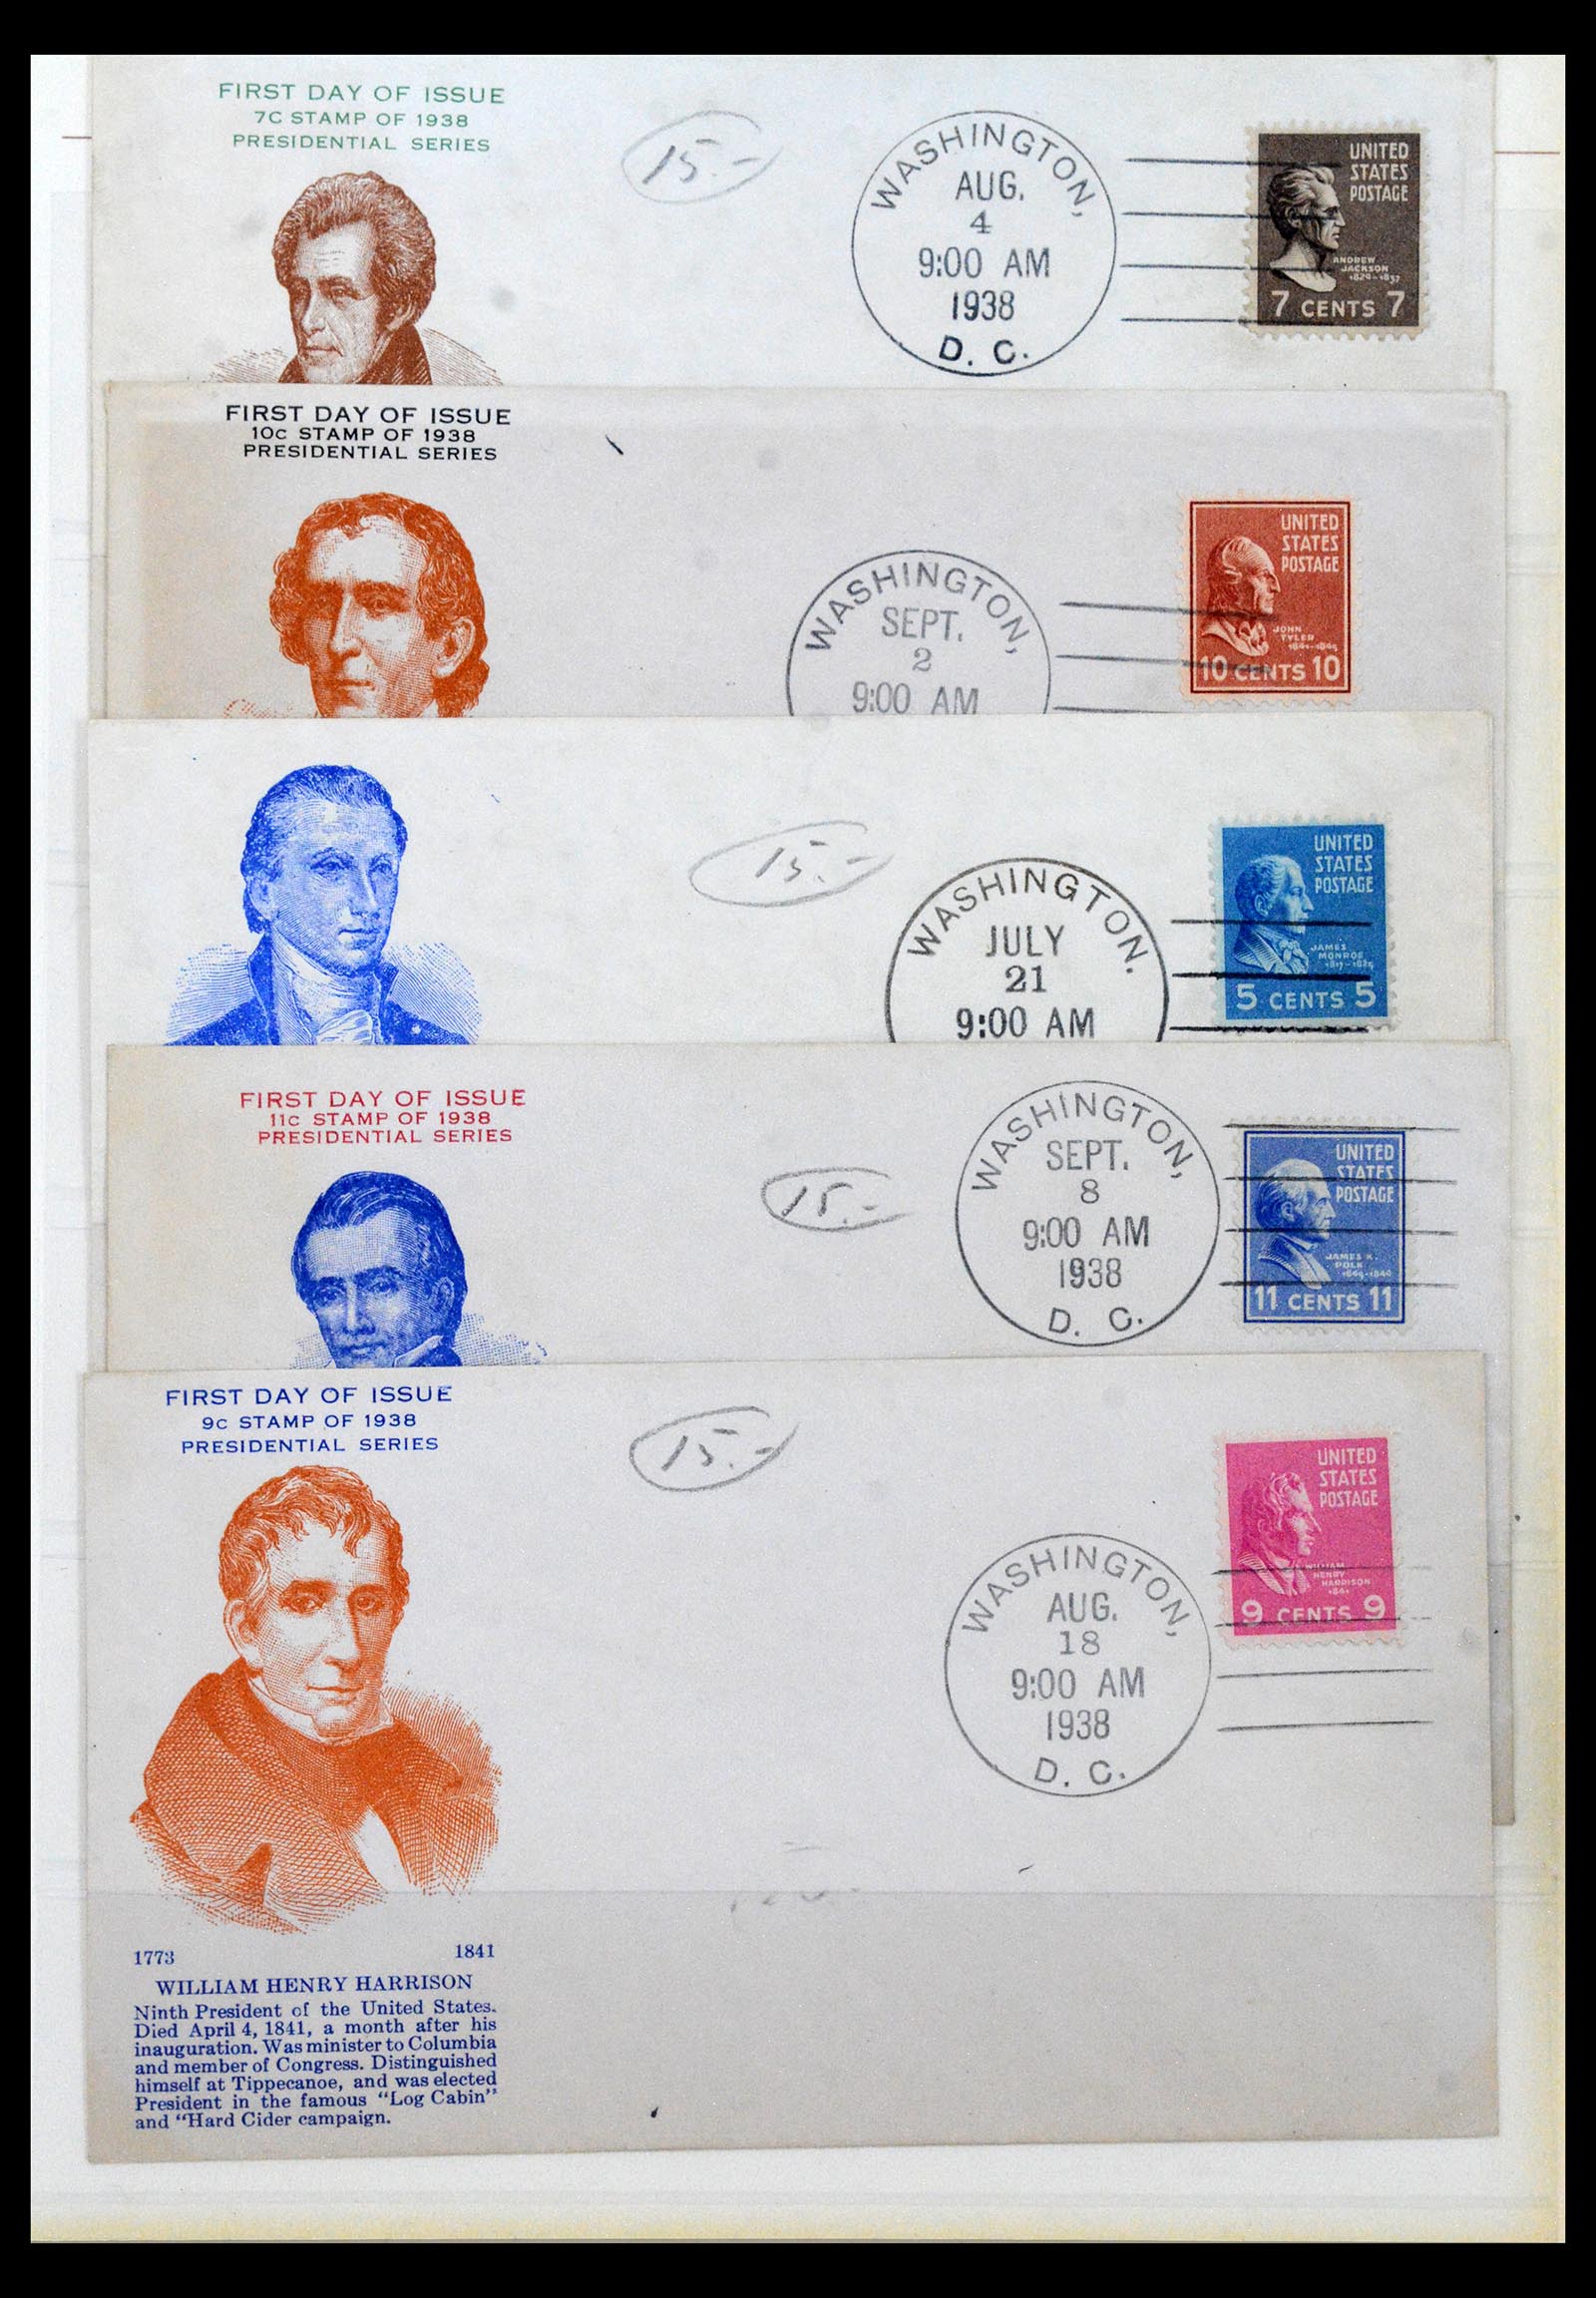 FIRST DAY OF ISSUE
7C STAMP OF 1938
PRESIDENTIAL SERIES
15.-
WASHINGTON,
AUG.
4
9:00 AM
1938
D. C.
UNITED
STATES
POSTAGE
ANDREW
JACKSON
1829-1837
7 CENTS 7
FIRST DAY OF ISSUE
10c STAMP OF 1938
PRESIDENTIAL SERIES
WASHINGTON,
SEPT.
2
9:00 AM
UNITED
STATES
POSTAGE
JOHN
TYLER
1841-1845
10 CENTS 10
15.-
WASHINGTON.
JULY
21
9:00 AM
UNITED
STATES
POSTAGE
JAMES
MONROE
1817-1825
5 CENTS 5
FIRST DAY OF ISSUE
11c STAMP OF 1938
PRESIDENTIAL SERIES
15.-
WASHINGTON,
SEPT.
8
9:00 AM
1938
D. C.
UNITED
STATES
POSTAGE
JAMES K.
POLK
11 CENTS 11
FIRST DAY OF ISSUE
9c STAMP OF 1938
PRESIDENTIAL SERIES
15.-
WASHINGTON,
AUG.
18
9:00 AM
1938
D. C.
UNITED
STATES
POSTAGE
WILLIAM
HENRY
HARRISON
1841
9 CENTS 9
1773 1841
WILLIAM HENRY HARRISON
Ninth President of the United States.
Died April 4, 1841, a month after his
inauguration. Was minister to Columbia
and member of Congress. Distinguished
himself at Tippecanoe, and was elected
President in the famous “Log Cabin”
and “Hard Cider campaign.